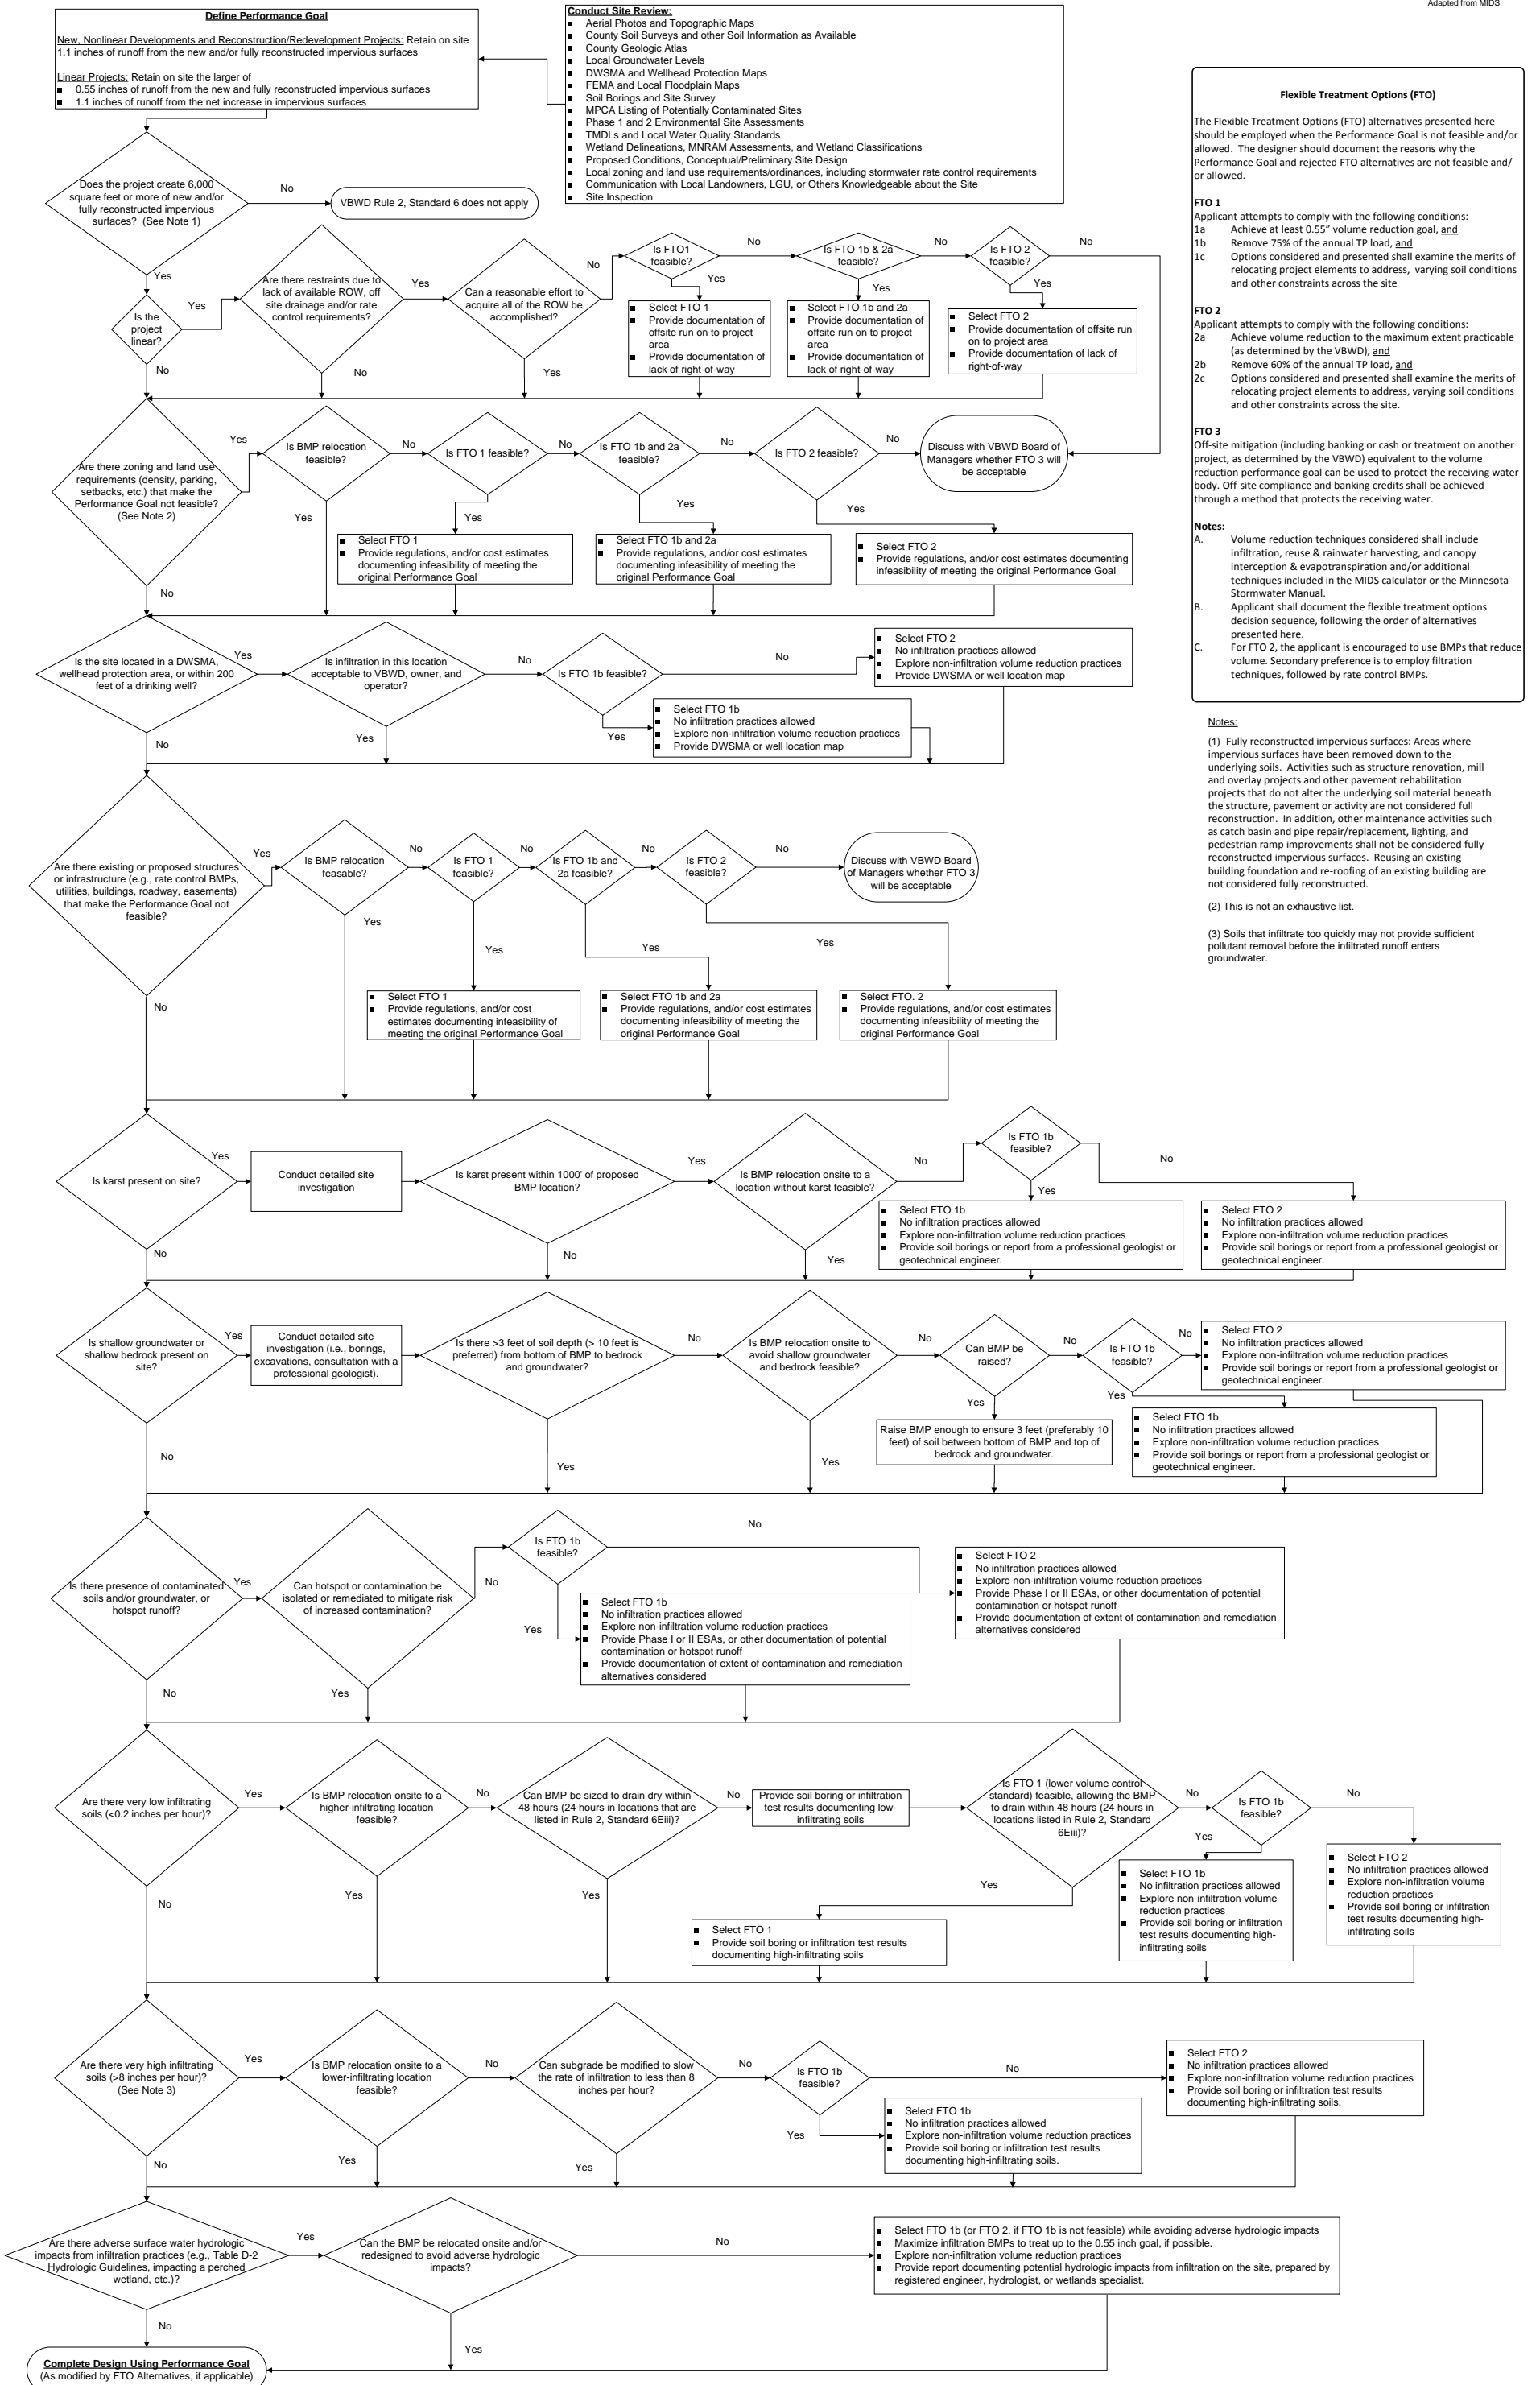 Adapted from MIDS
Define Performance Goal
New, Nonlinear Developments and Reconstruction/Redevelopment Projects: Retain on site
1.1 inches of runoff from the new and/or fully reconstructed impervious surfaces
Linear Projects: Retain on site the larger of
■ 0.55 inches of runoff from the new and fully reconstructed impervious surfaces
■ 1.1 inches of runoff from the net increase in impervious surfaces
Conduct Site Review:
■ Aerial Photos and Topographic Maps
■ County Soil Surveys and other Soil Information as Available
■ County Geologic Atlas
■ Local Groundwater Levels
■ DWSMA and Wellhead Protection Maps
■ FEMA and Local Floodplain Maps
■ Soil Borings and Site Survey
■ MPCA Listing of Potentially Contaminated Sites
■ Phase 1 and 2 Environmental Site Assessments
■ TMDLs and Local Water Quality Standards
■ Wetland Delineations, MNRAM Assessments, and Wetland Classifications
■ Proposed Conditions, Conceptual/Preliminary Site Design
■ Local zoning and land use requirements/ordinances, including stormwater rate control requirements
■ Communication with Local Landowners, LGU, or Others Knowledgeable about the Site
■ Site Inspection
Does the project create 6,000
square feet or more of new and/or
fully reconstructed impervious
surfaces? (See Note 1)
No
VBWD Rule 2, Standard 6 does not apply
Yes
Is the
project
linear?
Yes
No
Are there restraints due to
lack of available ROW, off
site drainage and/or rate
control requirements?
Yes
No
Can a reasonable effort to
acquire all of the ROW be
accomplished?
No
Yes
Is FTO1
feasible?
No
Yes
Is FTO 1b & 2a
feasible?
No
Yes
Is FTO 2
feasible?
No
Yes
■ Select FTO 1
■ Provide documentation of
offsite run on to project
area
■ Provide documentation of
lack of right-of-way
■ Select FTO 1b and 2a
■ Provide documentation of
offsite run on to project
area
■ Provide documentation of
lack of right-of-way
■ Select FTO 2
■ Provide documentation of offsite run
on to project area
■ Provide documentation of lack of
right-of-way
Are there zoning and land use
requirements (density, parking,
setbacks, etc.) that make the
Performance Goal not feasible?
(See Note 2)
Yes
No
Is BMP relocation
feasible?
No
Yes
Is FTO 1 feasible?
No
Yes
Is FTO 1b and 2a
feasible?
No
Yes
Is FTO 2 feasible?
No
Yes
Discuss with VBWD Board of
Managers whether FTO 3 will
be acceptable
■ Select FTO 1
■ Provide regulations, and/or cost estimates
documenting infeasibility of meeting the
original Performance Goal
■ Select FTO 1b and 2a
■ Provide regulations, and/or cost estimates
documenting infeasibility of meeting the
original Performance Goal
■ Select FTO 2
■ Provide regulations, and/or cost estimates documenting
infeasibility of meeting the original Performance Goal
Is the site located in a DWSMA,
wellhead protection area, or within 200
feet of a drinking well?
Yes
No
Is infiltration in this location
acceptable to VBWD, owner, and
operator?
No
Yes
Is FTO 1b feasible?
No
Yes
■ Select FTO 2
■ No infiltration practices allowed
■ Explore non-infiltration volume reduction practices
■ Provide DWSMA or well location map
■ Select FTO 1b
■ No infiltration practices allowed
■ Explore non-infiltration volume reduction practices
■ Provide DWSMA or well location map
Are there existing or proposed structures
or infrastructure (e.g., rate control BMPs,
utilities, buildings, roadway, easements)
that make the Performance Goal not
feasible?
Yes
No
Is BMP relocation
feasable?
No
Yes
Is FTO 1
feasible?
No
Yes
Is FTO 1b and
2a feasible?
No
Yes
Is FTO 2
feasible?
No
Yes
Discuss with VBWD Board
of Managers whether FTO 3
will be acceptable
■ Select FTO 1
■ Provide regulations, and/or cost
estimates documenting infeasibility of
meeting the original Performance Goal
■ Select FTO 1b and 2a
■ Provide regulations, and/or cost estimates
documenting infeasibility of meeting the
original Performance Goal
■ Select FTO. 2
■ Provide regulations, and/or cost estimates
documenting infeasibility of meeting the
original Performance Goal
Is karst present on site?
Yes
No
Conduct detailed site
investigation
Is karst present within 1000' of proposed
BMP location?
Yes
No
Is BMP relocation onsite to a
location without karst feasible?
No
Yes
Is FTO 1b
feasible?
No
Yes
■ Select FTO 1b
■ No infiltration practices allowed
■ Explore non-infiltration volume reduction practices
■ Provide soil borings or report from a professional geologist or
geotechnical engineer.
■ Select FTO 2
■ No infiltration practices allowed
■ Explore non-infiltration volume reduction practices
■ Provide soil borings or report from a professional geologist or
geotechnical engineer.
Is shallow groundwater or
shallow bedrock present on
site?
Yes
No
Conduct detailed site
investigation (i.e., borings,
excavations, consultation with a
professional geologist).
Is there >3 feet of soil depth (> 10 feet is
preferred) from bottom of BMP to bedrock
and groundwater?
No
Yes
Is BMP relocation onsite to
avoid shallow groundwater
and bedrock feasible?
No
Yes
Can BMP be
raised?
No
Yes
Is FTO 1b
feasible?
No
Yes
■ Select FTO 2
■ No infiltration practices allowed
■ Explore non-infiltration volume reduction practices
■ Provide soil borings or report from a professional geologist or
geotechnical engineer.
Raise BMP enough to ensure 3 feet (preferably 10
feet) of soil between bottom of BMP and top of
bedrock and groundwater.
■ Select FTO 1b
■ No infiltration practices allowed
■ Explore non-infiltration volume reduction practices
■ Provide soil borings or report from a professional geologist or
geotechnical engineer.
Is there presence of contaminated
soils and/or groundwater, or
hotspot runoff?
Yes
No
Can hotspot or contamination be
isolated or remediated to mitigate risk
of increased contamination?
No
Yes
Is FTO 1b
feasible?
No
Yes
■ Select FTO 1b
■ No infiltration practices allowed
■ Explore non-infiltration volume reduction practices
■ Provide Phase I or II ESAs, or other documentation of potential
contamination or hotspot runoff
■ Provide documentation of extent of contamination and remediation
alternatives considered
■ Select FTO 2
■ No infiltration practices allowed
■ Explore non-infiltration volume reduction practices
■ Provide Phase I or II ESAs, or other documentation of potential
contamination or hotspot runoff
■ Provide documentation of extent of contamination and remediation
alternatives considered
Are there very low infiltrating
soils (<0.2 inches per hour)?
Yes
No
Is BMP relocation onsite to a
higher-infiltrating location
feasible?
No
Yes
Can BMP be sized to drain dry within
48 hours (24 hours in locations that are
listed in Rule 2, Standard 6Eiii)?
No
Yes
Provide soil boring or infiltration
test results documenting low-
infiltrating soils
Is FTO 1 (lower volume control
standard) feasible, allowing the BMP
to drain within 48 hours (24 hours in
locations listed in Rule 2, Standard
6Eiii)?
No
Yes
Is FTO 1b
feasible?
No
Yes
■ Select FTO 1
■ Provide soil boring or infiltration test results
documenting high-infiltrating soils
■ Select FTO 1b
■ No infiltration practices allowed
■ Explore non-infiltration volume
reduction practices
■ Provide soil boring or infiltration
test results documenting high-
infiltrating soils
■ Select FTO 2
■ No infiltration practices allowed
■ Explore non-infiltration volume
reduction practices
■ Provide soil boring or infiltration
test results documenting high-
infiltrating soils
Are there very high infiltrating
soils (>8 inches per hour)?
(See Note 3)
Yes
No
Is BMP relocation onsite to a
lower-infiltrating location
feasible?
No
Yes
Can subgrade be modified to slow
the rate of infiltration to less than 8
inches per hour?
No
Yes
Is FTO 1b
feasible?
No
Yes
■ Select FTO 2
■ No infiltration practices allowed
■ Explore non-infiltration volume reduction practices
■ Provide soil boring or infiltration test results
documenting high-infiltrating soils.
■ Select FTO 1b
■ No infiltration practices allowed
■ Explore non-infiltration volume reduction practices
■ Provide soil boring or infiltration test results
documenting high-infiltrating soils.
Are there adverse surface water hydrologic
impacts from infiltration practices (e.g., Table D-2
Hydrologic Guidelines, impacting a perched
wetland, etc.)?
Yes
No
Can the BMP be relocated onsite and/or
redesigned to avoid adverse hydrologic
impacts?
No
Yes
■ Select FTO 1b (or FTO 2, if FTO 1b is not feasible) while avoiding adverse hydrologic impacts
■ Maximize infiltration BMPs to treat up to the 0.55 inch goal, if possible.
■ Explore non-infiltration volume reduction practices
■ Provide report documenting potential hydrologic impacts from infiltration on the site, prepared by
registered engineer, hydrologist, or wetlands specialist.
Complete Design Using Performance Goal
(As modified by FTO Alternatives, if applicable)
Flexible Treatment Options (FTO)
The Flexible Treatment Options (FTO) alternatives presented here
should be employed when the Performance Goal is not feasible and/or
allowed. The designer should document the reasons why the
Performance Goal and rejected FTO alternatives are not feasible and/
or allowed.
FTO 1
Applicant attempts to comply with the following conditions:
1a Achieve at least 0.55” volume reduction goal, and
1b Remove 75% of the annual TP load, and
1c Options considered and presented shall examine the merits of
relocating project elements to address, varying soil conditions
and other constraints across the site
FTO 2
Applicant attempts to comply with the following conditions:
2a Achieve volume reduction to the maximum extent practicable
(as determined by the VBWD), and
2b Remove 60% of the annual TP load, and
2c Options considered and presented shall examine the merits of
relocating project elements to address, varying soil conditions
and other constraints across the site.
FTO 3
Off-site mitigation (including banking or cash or treatment on another
project, as determined by the VBWD) equivalent to the volume
reduction performance goal can be used to protect the receiving water
body. Off-site compliance and banking credits shall be achieved
through a method that protects the receiving water.
Notes:
A. Volume reduction techniques considered shall include
infiltration, reuse & rainwater harvesting, and canopy
interception & evapotranspiration and/or additional
techniques included in the MIDS calculator or the Minnesota
Stormwater Manual.
B. Applicant shall document the flexible treatment options
decision sequence, following the order of alternatives
presented here.
C. For FTO 2, the applicant is encouraged to use BMPs that reduce
volume. Secondary preference is to employ filtration
techniques, followed by rate control BMPs.
Notes:
(1) Fully reconstructed impervious surfaces: Areas where
impervious surfaces have been removed down to the
underlying soils. Activities such as structure renovation, mill
and overlay projects and other pavement rehabilitation
projects that do not alter the underlying soil material beneath
the structure, pavement or activity are not considered full
reconstruction. In addition, other maintenance activities such
as catch basin and pipe repair/replacement, lighting, and
pedestrian ramp improvements shall not be considered fully
reconstructed impervious surfaces. Reusing an existing
building foundation and re-roofing of an existing building are
not considered fully reconstructed.
(2) This is not an exhaustive list.
(3) Soils that infiltrate too quickly may not provide sufficient
pollutant removal before the infiltrated runoff enters
groundwater.